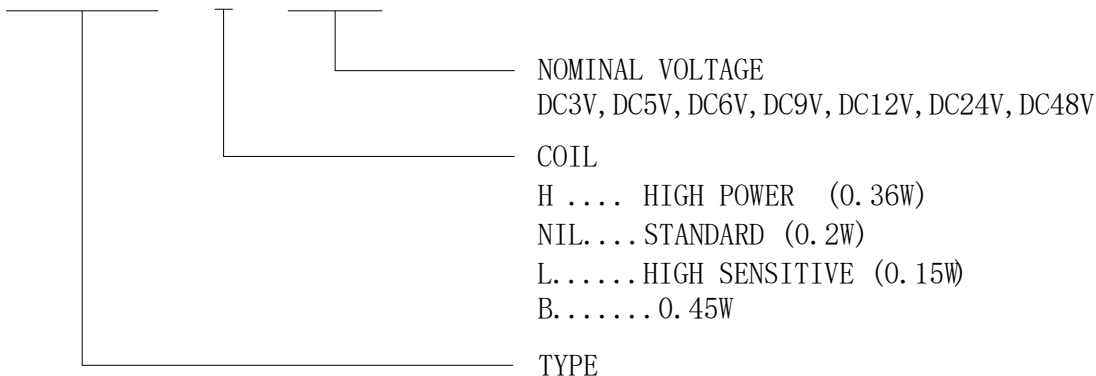 NOMINAL VOLTAGE
DC3V,DC5V,DC6V,DC9V,DC12V,DC24V,DC48V
COIL
H .... HIGH POWER (0.36W)
NIL....STANDARD (0.2W)
L......HIGH SENSITIVE (0.15W)
B.......0.45W
TYPE